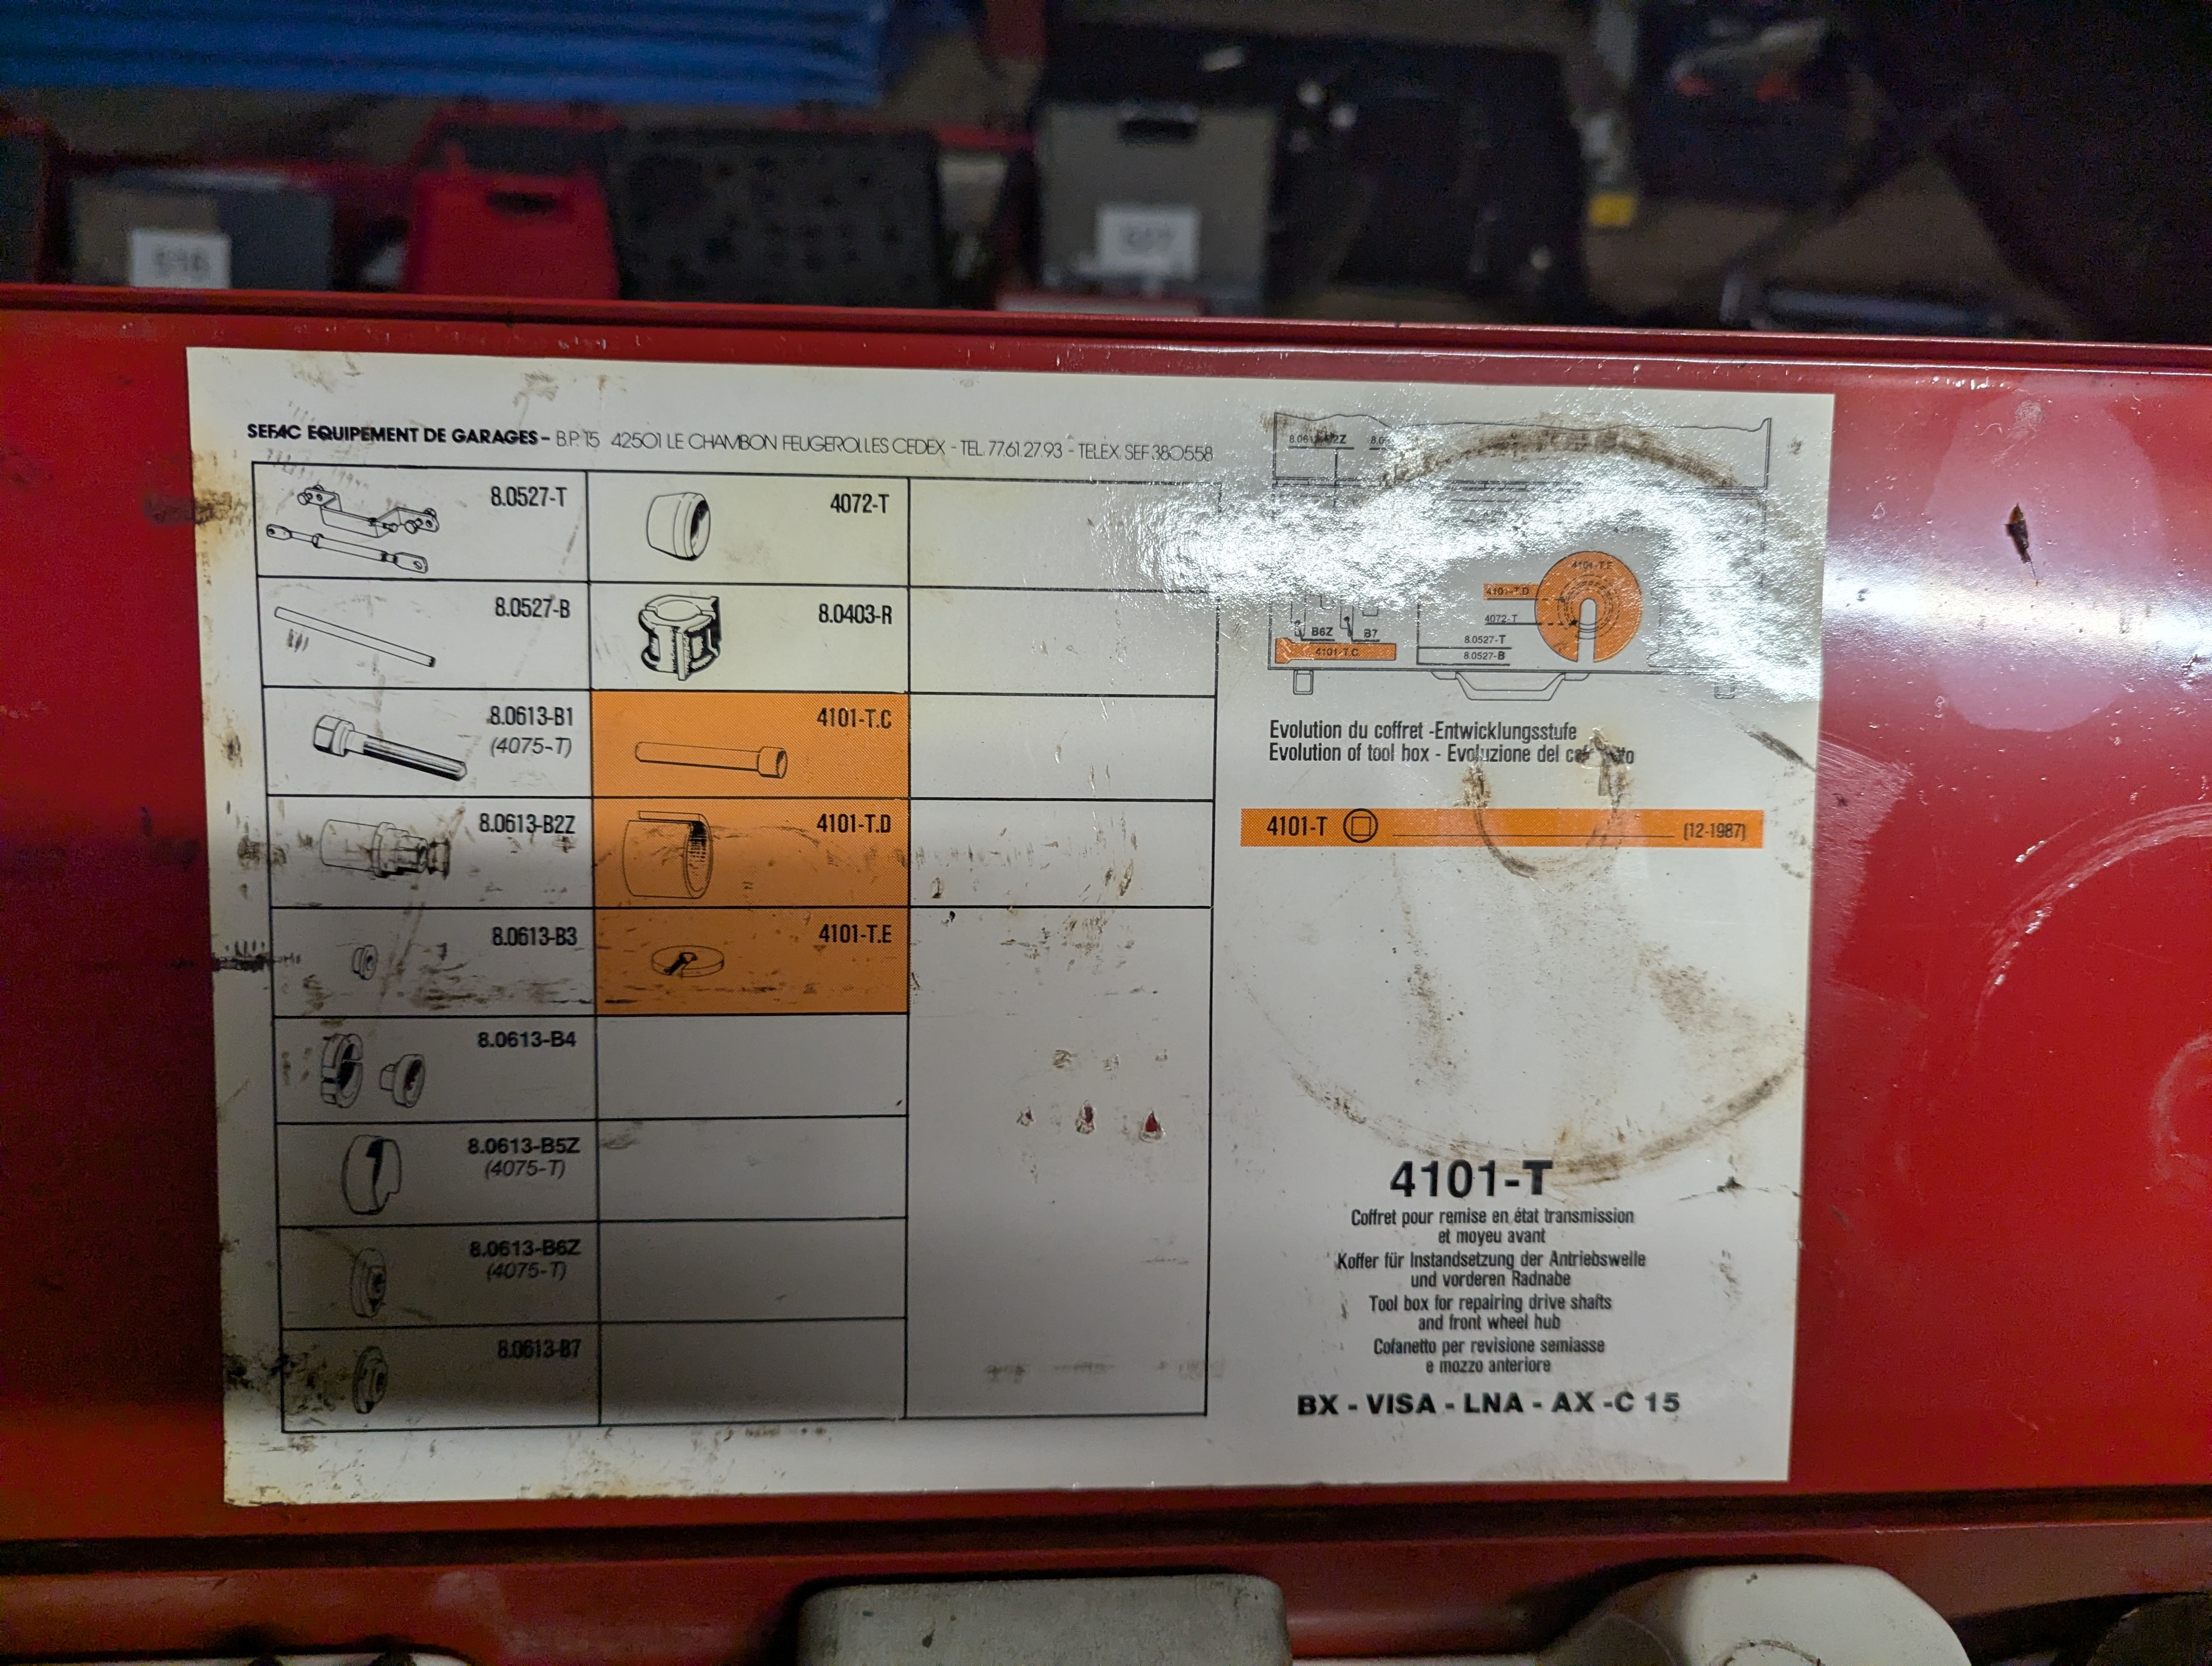 SEFAC EQUIPEMENT DE GARAGES - B.P. 15 42501 LE CHAMBON FEUGEROLLES CEDEX - TEL 77.61.27.93 - TELEX SEF 380558
8.0527-T
8.0527-B
8.0613-B1
(4075-T)
8.0613-B2Z
8.0613-B3
8.0613-B4
8.0613-B5Z
(4075-T)
8.0613-B6Z
(4075-T)
8.0613-B7
4072-T
8.0403-R
4101-T.C
4101-T.D
4101-T.E
4101-T.E
4101-T.D
4072-T
8.0527-T
8.0527-B
B6Z
B7
4101-T.C
Evolution du coffret -Entwicklungsstufe
Evolution of tool box - Evoluzione del
4101-T (12-1987)
4101-T
Coffret pour remise en état transmission
et moyeu avant
Koffer für Instandsetzung der Antriebswelle
und vorderen Radnabe
Tool box for repairing drive shafts
and front wheel hub
Cofanetto per revisione semiasse
e mozzo anteriore
BX - VISA - LNA - AX -C 15